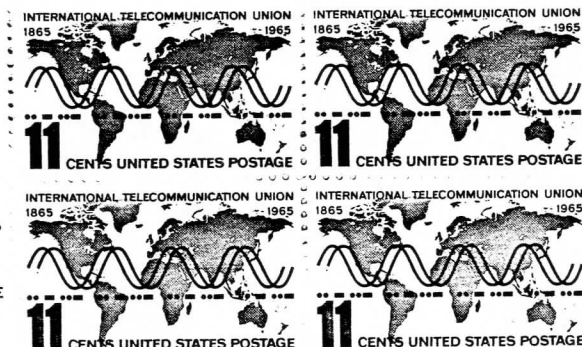 INTERNATIONAL TELECOMMUNICATION UNION
1865 1965
11 CENTS UNITED STATES POSTAGE
INTERNATIONAL TELECOMMUNICATION UNION
1865 1965
11 CENTS UNITED STATES POSTAGE
INTERNATIONAL TELECOMMUNICATION UNION
1865 1965
11 CENTS UNITED STATES POSTAGE
INTERNATIONAL TELECOMMUNICATION UNION
1865 1965
11 CENTS UNITED STATES POSTAGE